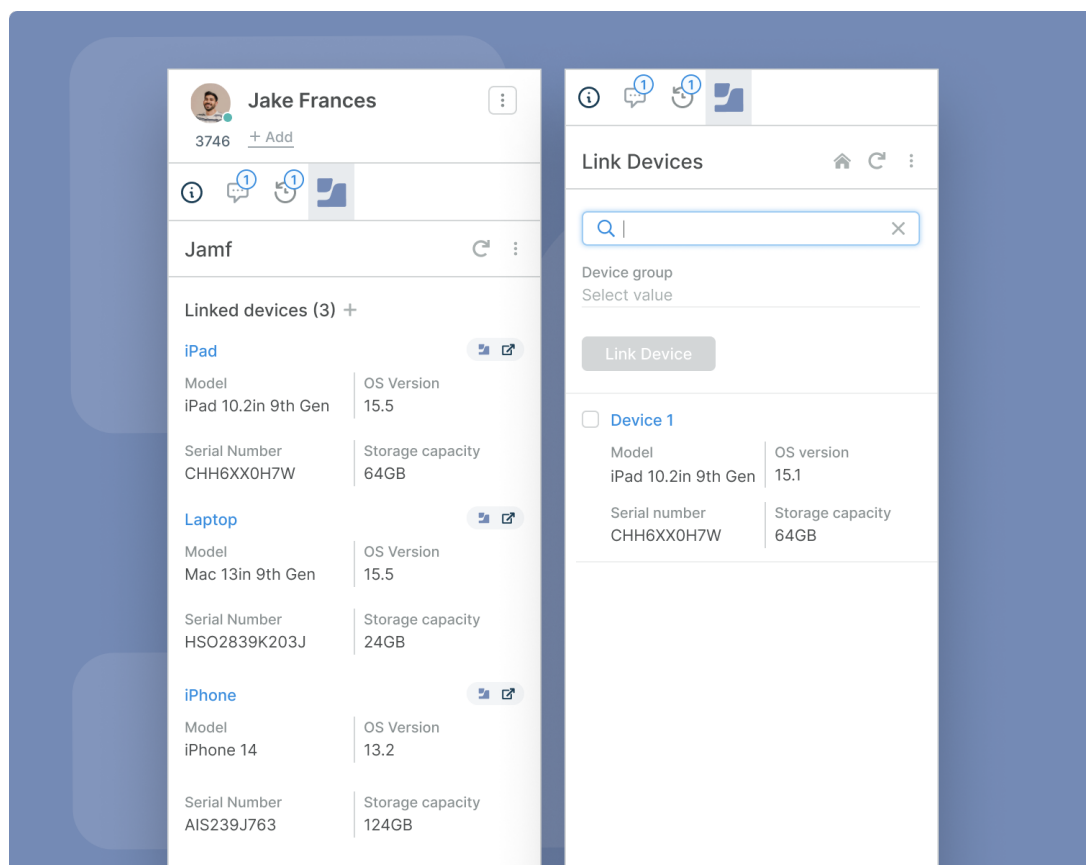 Jake Frances
3746 + Add
1 1
Jamf
Linked devices (3) +
iPad
Model OS Version
iPad 10.2in 9th Gen 15.5
Serial Number Storage capacity
CHH6XX0H7W 64GB
Laptop
Model OS Version
Mac 13in 9th Gen 15.5
Serial Number Storage capacity
HSO2839K203J 24GB
iPhone
Model OS Version
iPhone 14 13.2
Serial Number Storage capacity
AIS239J763 124GB
1 1
Link Devices
Device group
Select value
Link Device
Device 1
Model OS version
iPad 10.2in 9th Gen 15.1
Serial number Storage capacity
CHH6XX0H7W 64GB